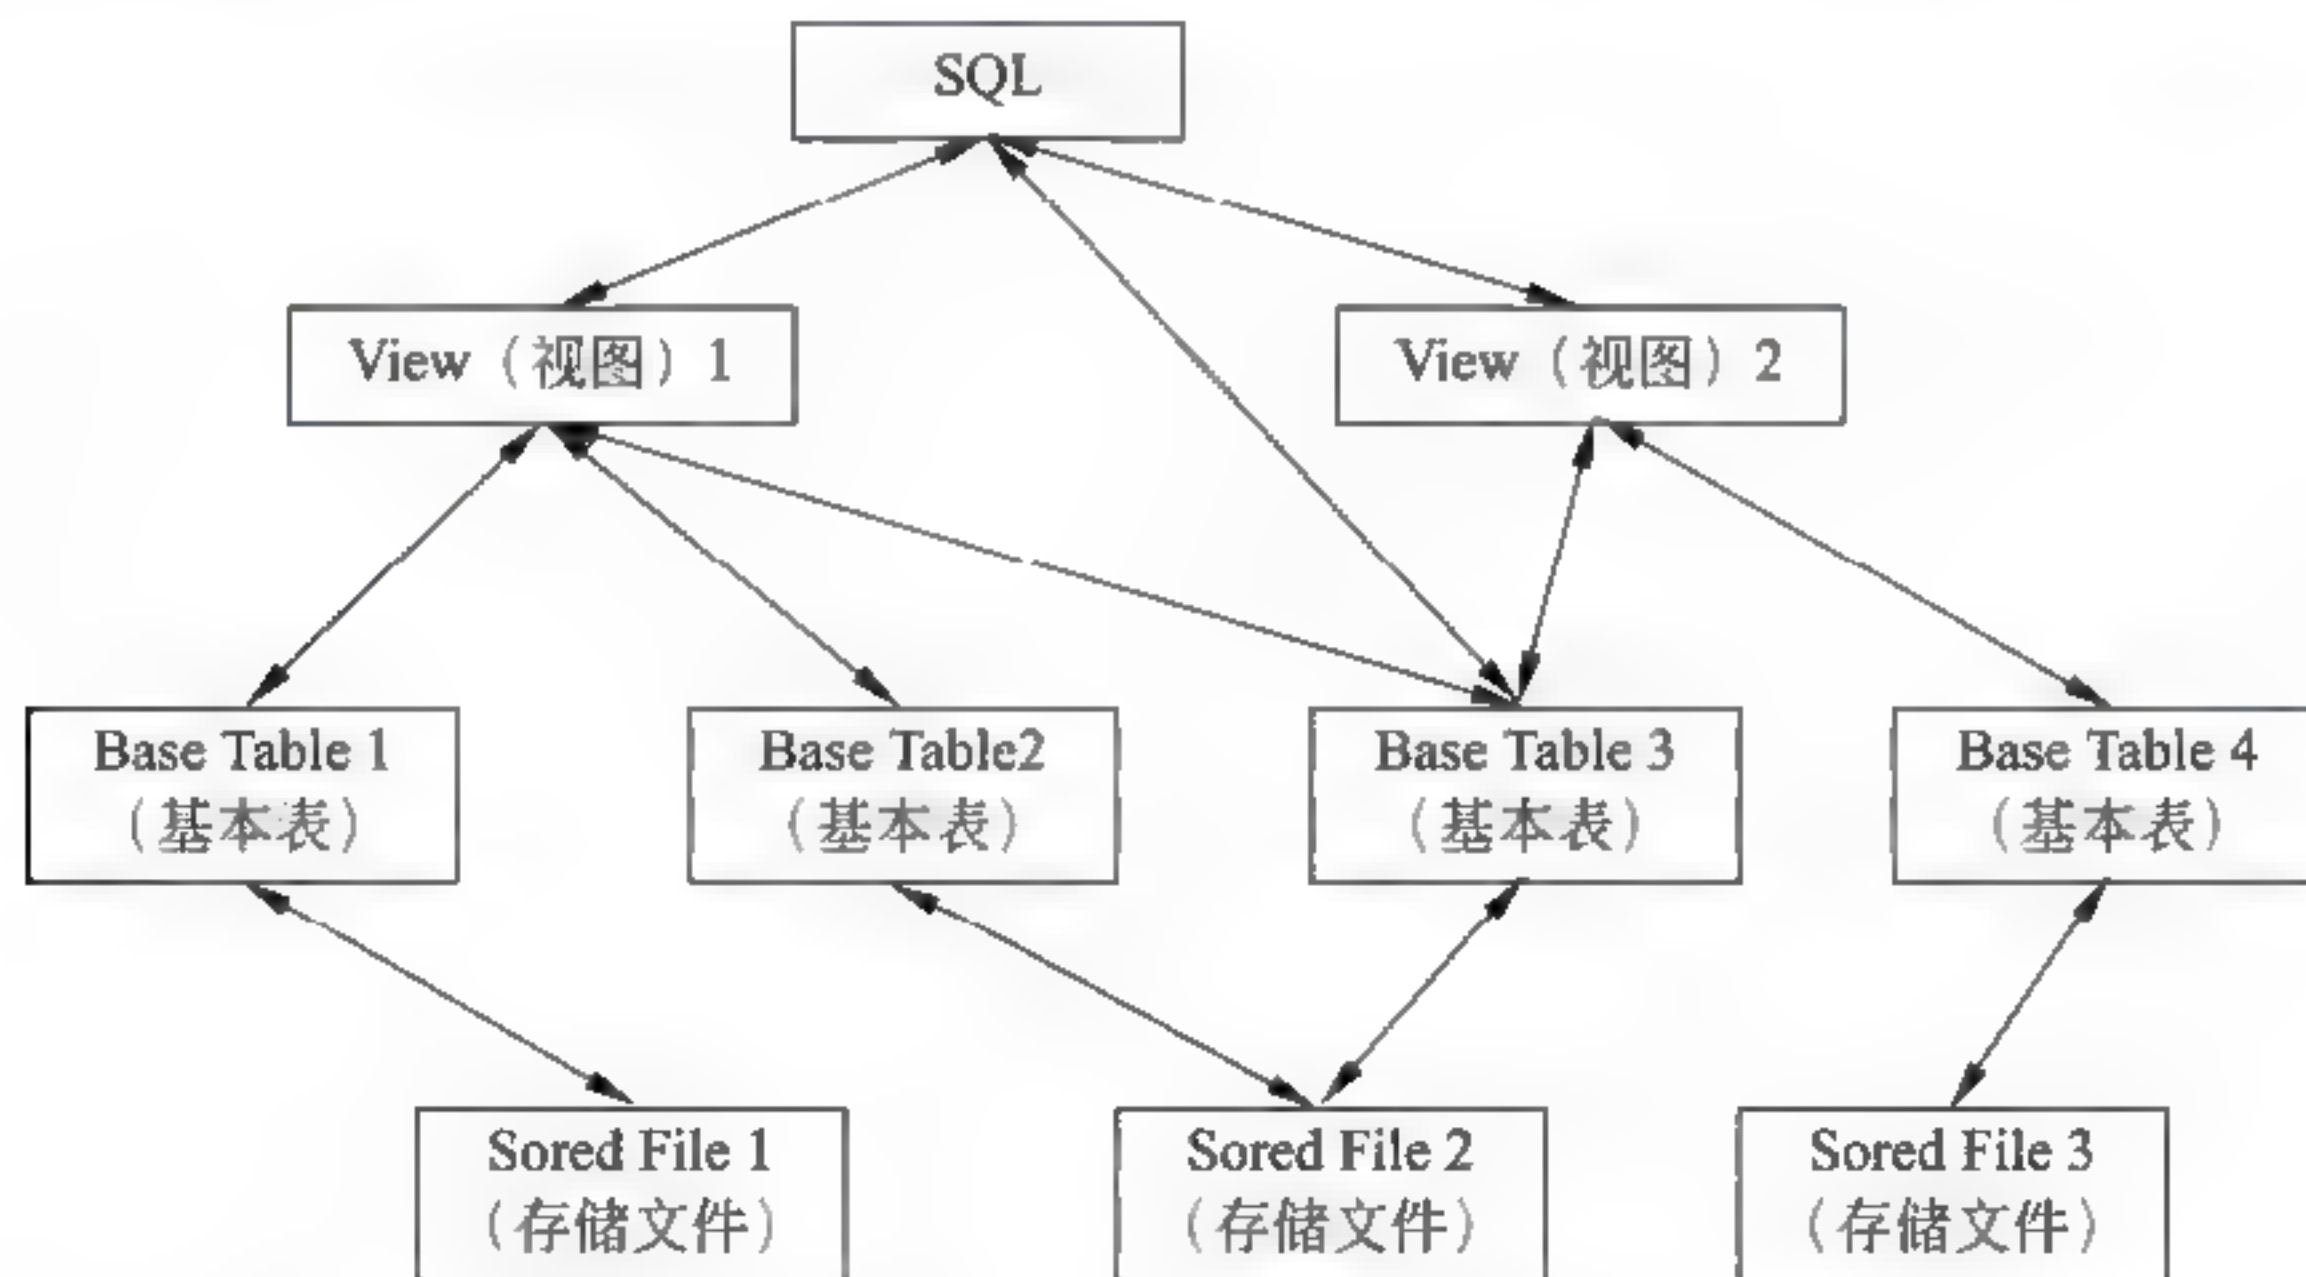 SQL
View（视图）1
View（视图）2
Base Table 1
（基本表）
Base Table2
（基本表）
Base Table 3
（基本表）
Base Table 4
（基本表）
Sored File 1
（存储文件）
Sored File 2
（存储文件）
Sored File 3
（存储文件）